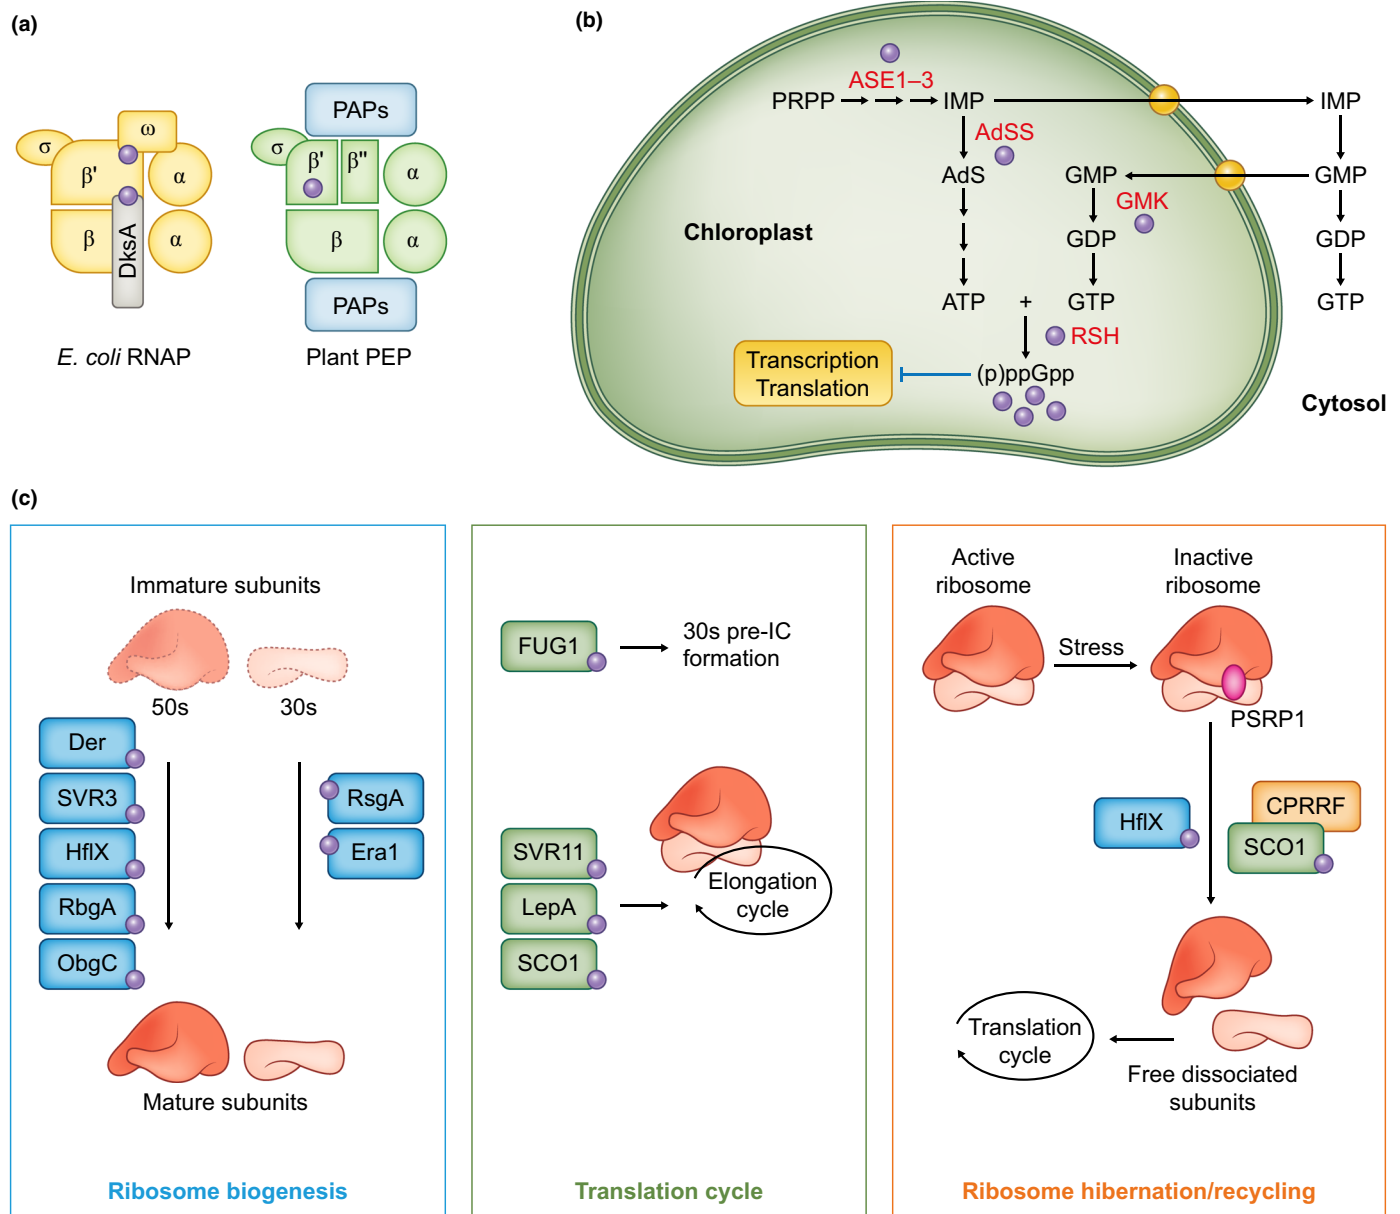 (a)
ω
σ
β'
α
β
α
DksA
E. coli RNAP
PAPs
σ
β'
β"
α
β
α
PAPs
Plant PEP
(b)
ASE1–3
PRPP
IMP
IMP
AdSS
AdS
GMP
GMP
GMK
Chloroplast
GDP
GDP
ATP
+
GTP
GTP
RSH
Transcription
Translation
(p)ppGpp
Cytosol
(c)
Immature subunits
50s
30s
Der
SVR3
HflX
RbgA
ObgC
RsgA
Era1
Mature subunits
Ribosome biogenesis
FUG1
30s pre-IC
formation
SVR11
LepA
SCO1
Elongation
cycle
Translation cycle
Active
ribosome
Inactive
ribosome
Stress
PSRP1
HflX
CPRRF
SCO1
Translation
cycle
Free dissociated
subunits
Ribosome hibernation/recycling